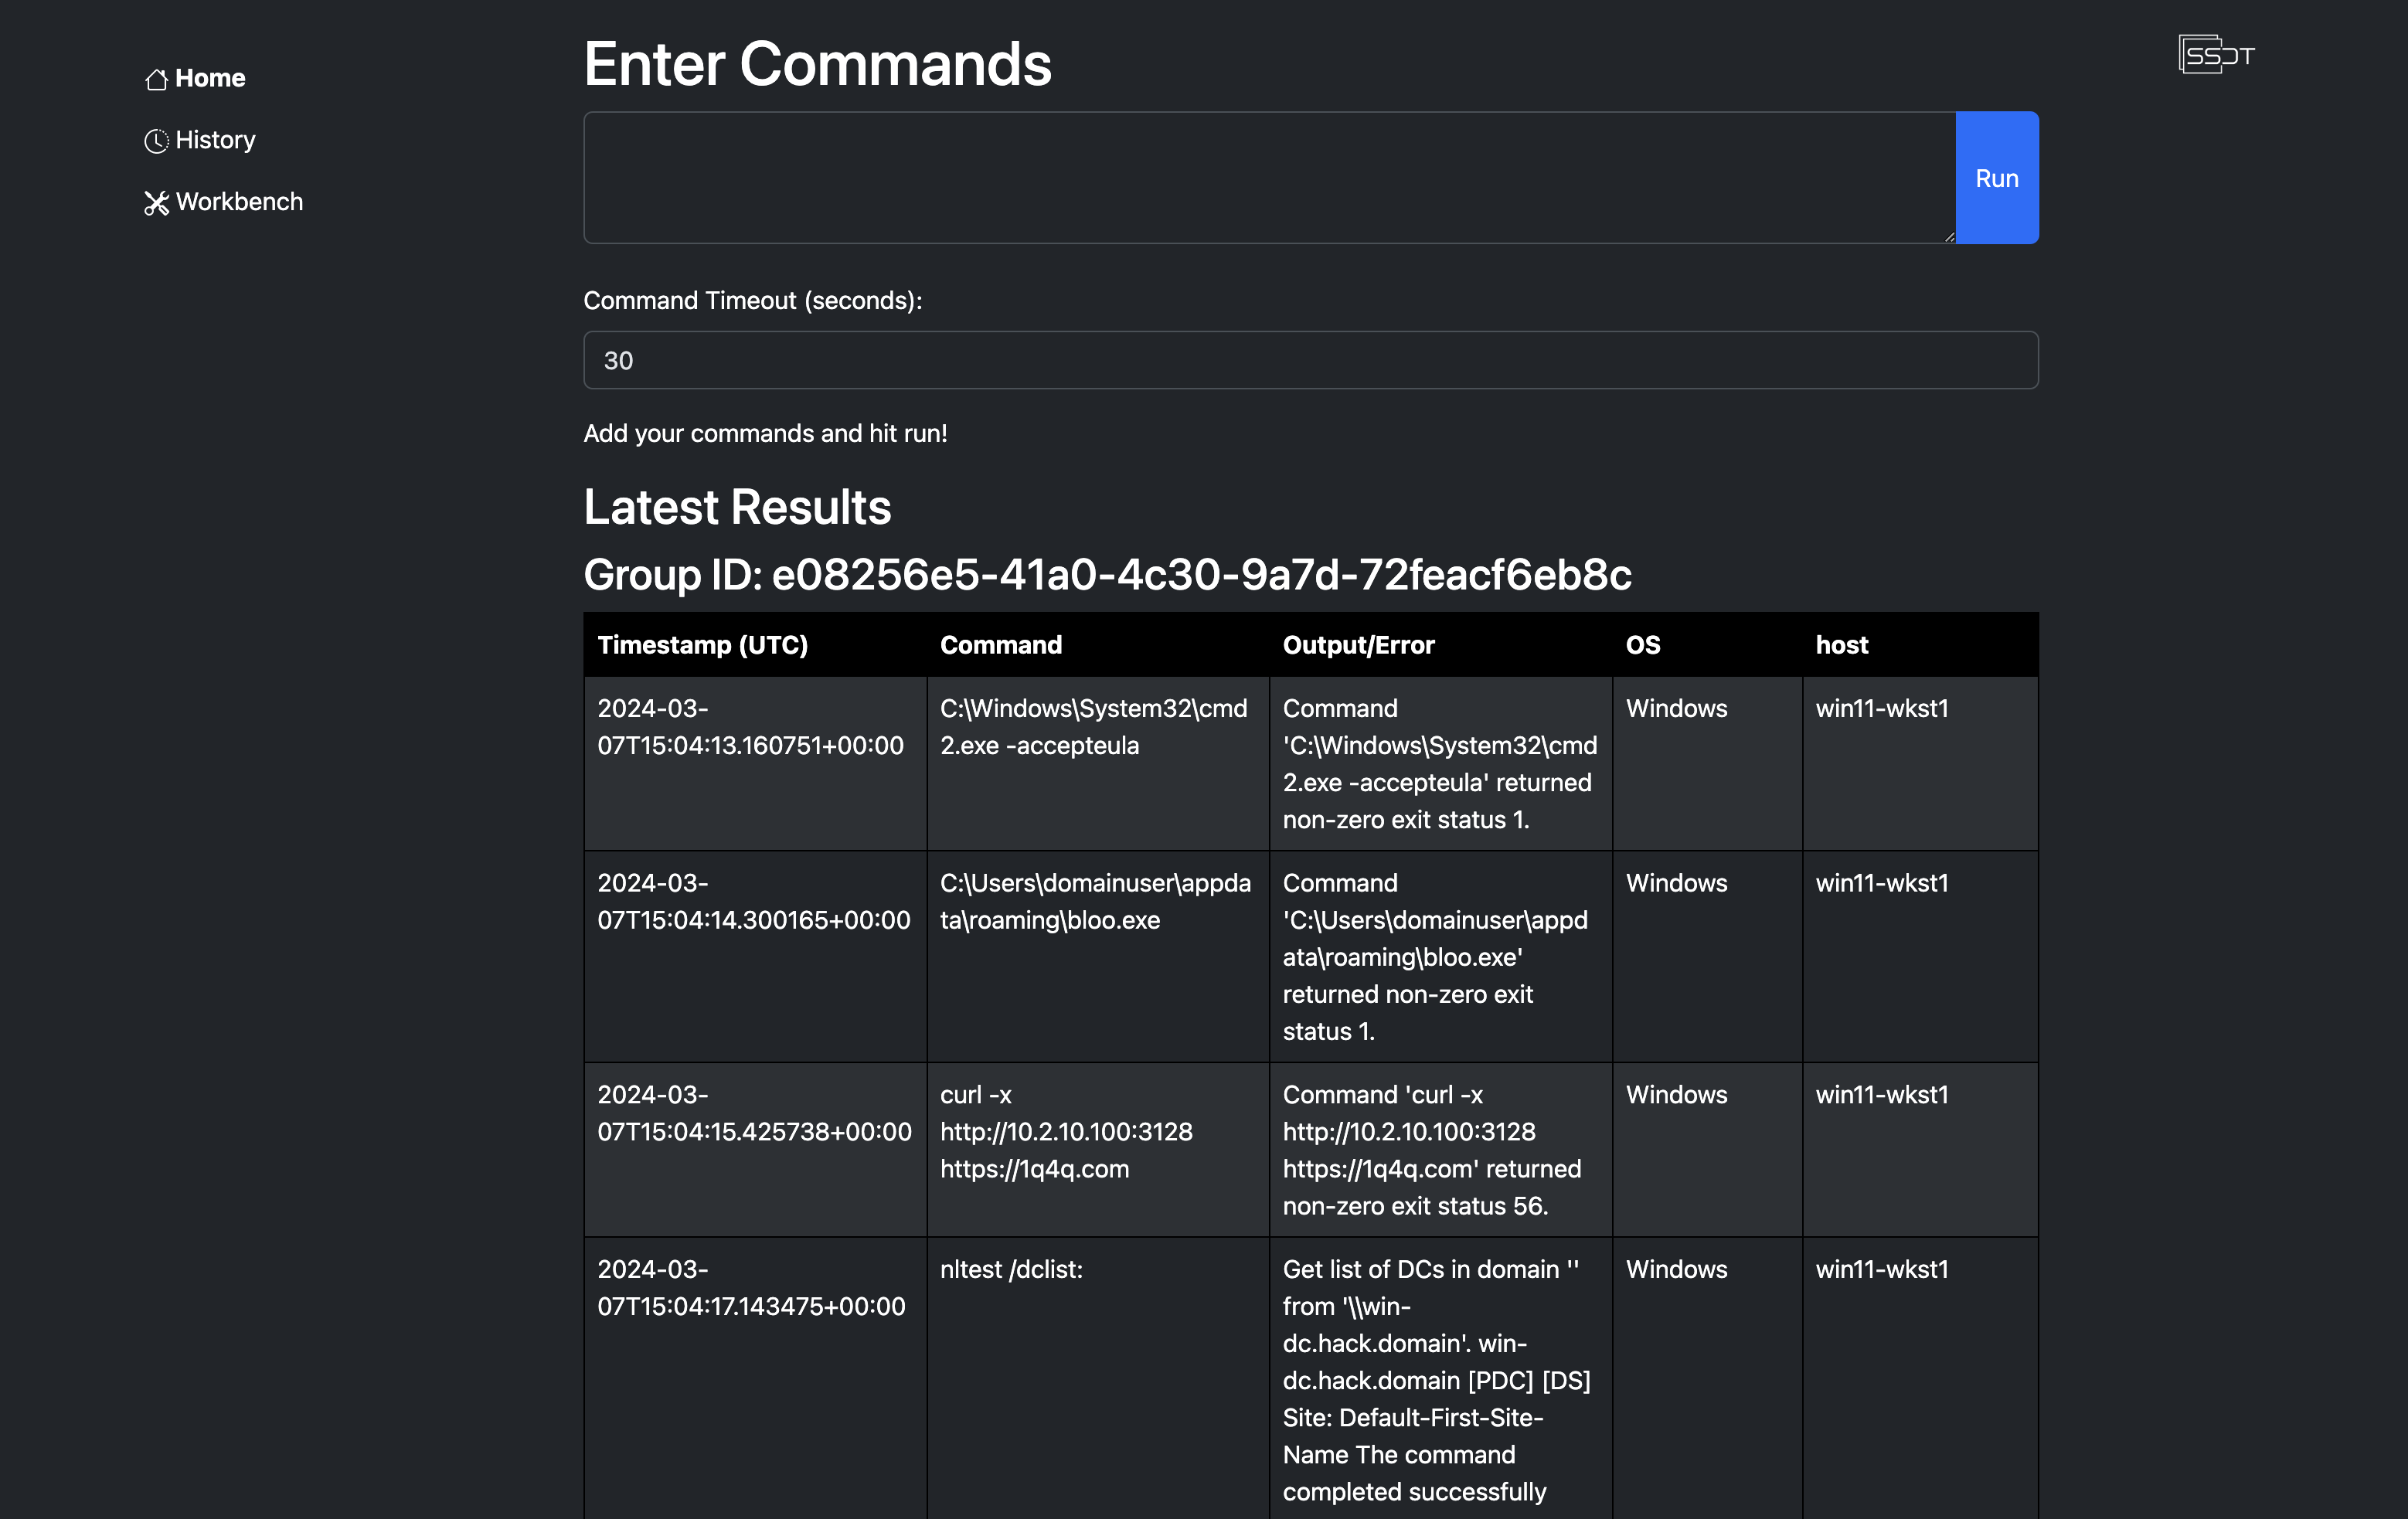 Home
History
Workbench
Enter Commands
Run
SSDT
Command Timeout (seconds):
30
Add your commands and hit run!
Latest Results
Group ID: e08256e5-41a0-4c30-9a7d-72feacf6eb8c
Timestamp (UTC) Command Output/Error OS host
2024-03-
07T15:04:13.160751+00:00
C:\Windows\System32\cmd
2.exe -accepteula
Command
'C:\Windows\System32\cmd
2.exe -accepteula' returned
non-zero exit status 1.
Windows
win11-wkst1
2024-03-
07T15:04:14.300165+00:00
C:\Users\domainuser\appda
ta\roaming\bloo.exe
Command
'C:\Users\domainuser\appd
ata\roaming\bloo.exe'
returned non-zero exit
status 1.
Windows
win11-wkst1
2024-03-
07T15:04:15.425738+00:00
curl -x
http://10.2.10.100:3128
https://1q4q.com
Command 'curl -x
http://10.2.10.100:3128
https://1q4q.com' returned
non-zero exit status 56.
Windows
win11-wkst1
2024-03-
07T15:04:17.143475+00:00
nltest /dclist:
Get list of DCs in domain ''
from '\\win-
dc.hack.domain'. win-
dc.hack.domain [PDC] [DS]
Site: Default-First-Site-
Name The command
completed successfully
Windows
win11-wkst1